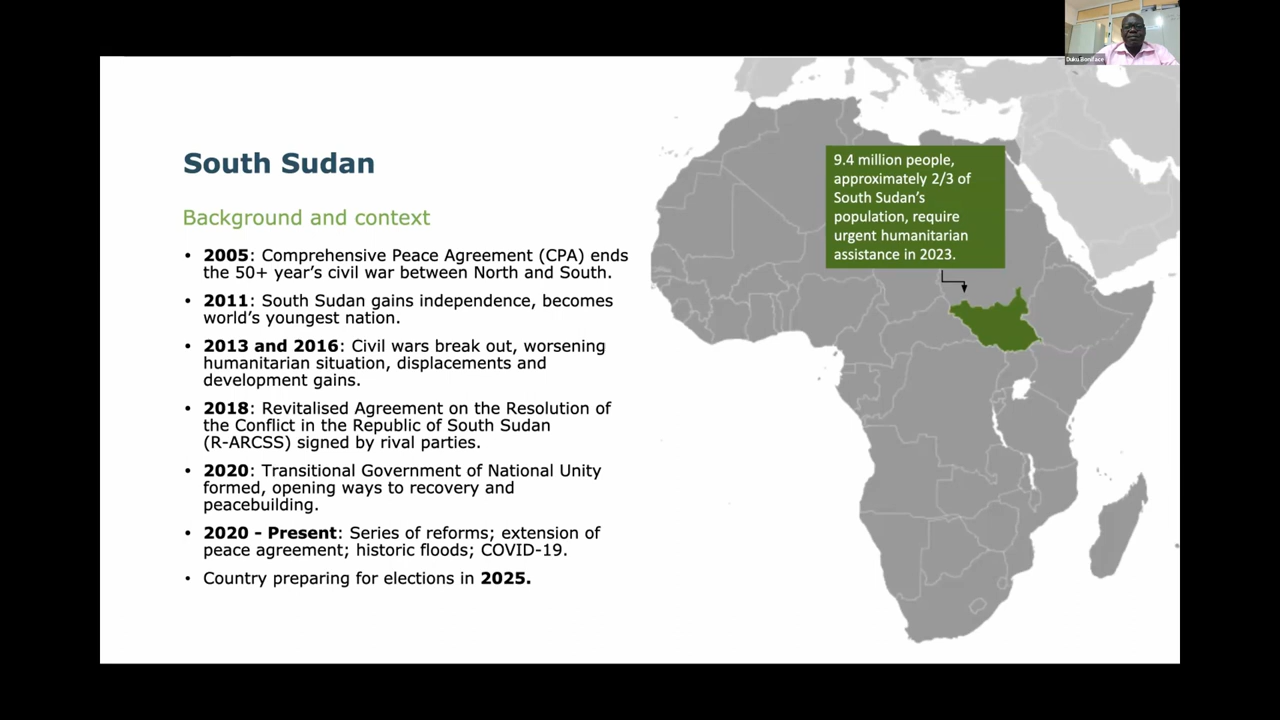 Duku Boniface
South Sudan
Background and context
• 2005: Comprehensive Peace Agreement (CPA) ends
the 50+ year's civil war between North and South.
• 2011: South Sudan gains independence, becomes
world's youngest nation.
• 2013 and 2016: Civil wars break out, worsening
humanitarian situation, displacements and
development gains.
• 2018: Revitalised Agreement on the Resolution of
the Conflict in the Republic of South Sudan
(R-ARCSS) signed by rival parties.
• 2020: Transitional Government of National Unity
formed, opening ways to recovery and
peacebuilding.
• 2020 - Present: Series of reforms; extension of
peace agreement; historic floods; COVID-19.
• Country preparing for elections in 2025.
9.4 million people,
approximately 2/3 of
South Sudan's
population, require
urgent humanitarian
assistance in 2023.